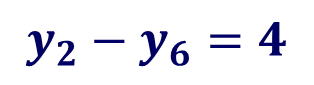 y₂ − y₆ = 4